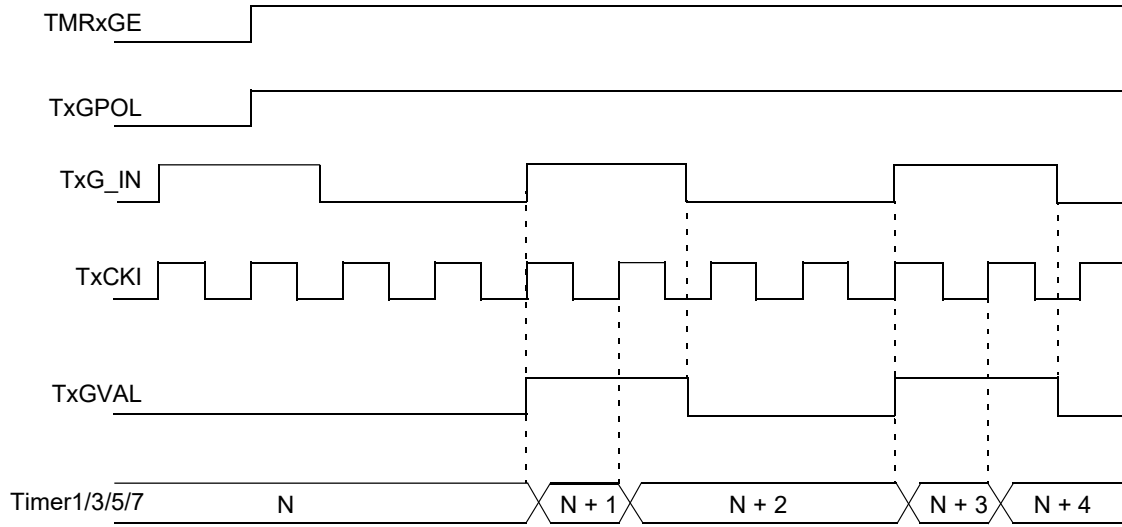 TMRxGE
TxGPOL
TxG_IN
TxCKI
TxGVAL
Timer1/3/5/7 N N + 1 N + 2 N + 3 N + 4